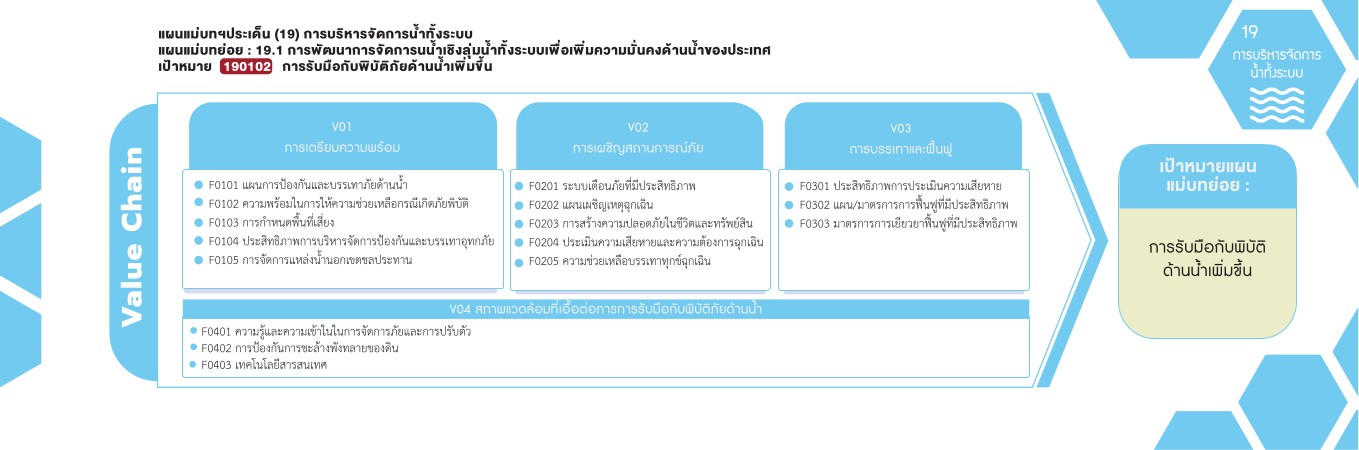 แผนแม่บทฯประเด็น (19) การบริหารจัดการน้ำทั้งระบบ
แผนแม่บทย่อย : 19.1 การพัฒนาการจัดการน้ำเชิงลุ่มน้ำทั้งระบบเพื่อเพิ่มความมั่นคงด้านน้ำของประเทศ
เป้าหมาย 190102 การรับมือกับพิบัติภัยด้านน้ำเพิ่มขึ้น
19
การบริหารจัดการ
น้ำทั้งระบบ
Value Chain
V01
การเตรียมความพร้อม
F0101 แผนการป้องกันและบรรเทาภัยด้านน้ำ
F0102 ความพร้อมในการให้ความช่วยเหลือกรณีเกิดภัยพิบัติ
F0103 การกำหนดพื้นที่เสี่ยง
F0104 ประสิทธิภาพการบริหารจัดการป้องกันและบรรเทาอุทกภัย
F0105 การจัดการแหล่งน้ำนอกเขตชลประทาน
V02
การเผชิญสถานการณ์ภัย
F0201 ระบบเตือนภัยที่มีประสิทธิภาพ
F0202 แผนเผชิญเหตุฉุกเฉิน
F0203 การสร้างความปลอดภัยในชีวิตและทรัพย์สิน
F0204 ประเมินความเสียหายและความต้องการฉุกเฉิน
F0205 ความช่วยเหลือบรรเทาทุกข์ฉุกเฉิน
V03
การบรรเทาและฟื้นฟู
F0301 ประสิทธิภาพการประเมินความเสียหาย
F0302 แผน/มาตรการการฟื้นฟูที่มีประสิทธิภาพ
F0303 มาตรการการเยียวยาฟื้นฟูที่มีประสิทธิภาพ
V04 สภาพแวดล้อมที่เอื้อต่อการการรับมือกับพิบัติภัยด้านน้ำ
F0401 ความรู้และความเข้าในในการจัดการภัยและการปรับตัว
F0402 การป้องกันการชะล้างพังทลายของดิน
F0403 เทคโนโลยีสารสนเทศ
เป้าหมายแผน
แม่บทย่อย :
การรับมือกับพิบัติ
ด้านน้ำเพิ่มขึ้น